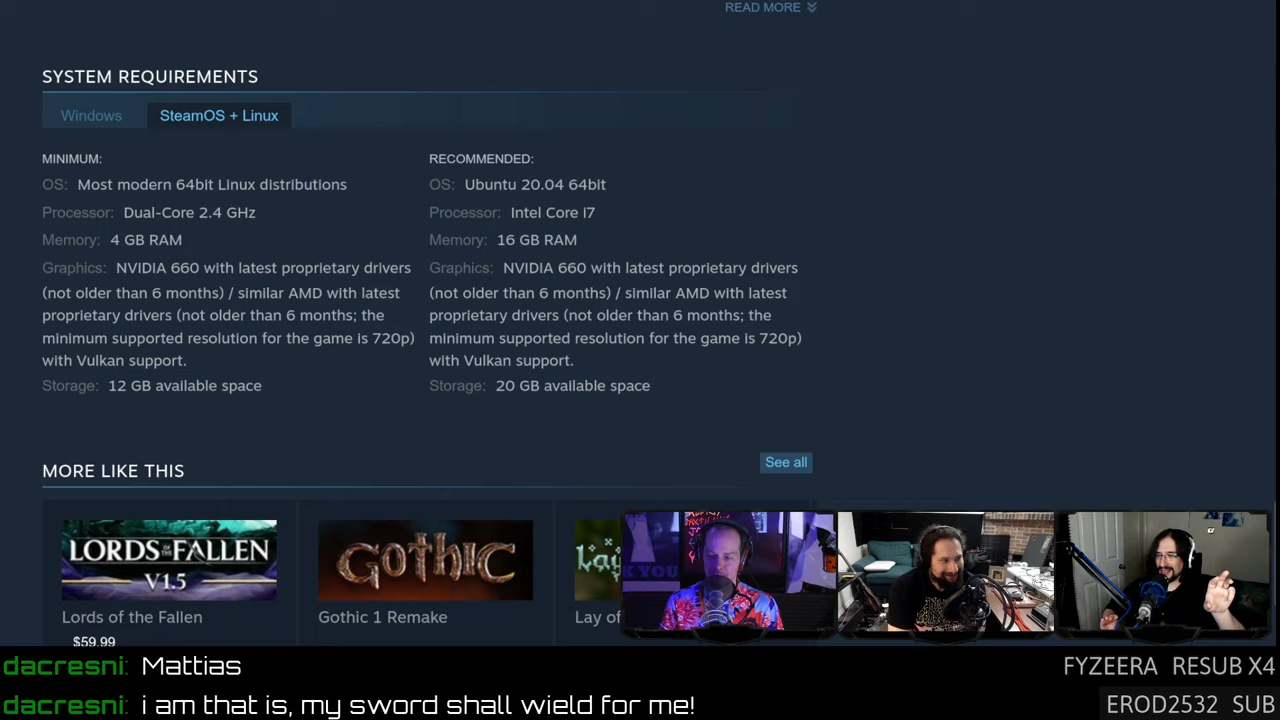 READ MORE
SYSTEM REQUIREMENTS
Windows
SteamOS + Linux
MINIMUM:
OS: Most modern 64bit Linux distributions
Processor: Dual-Core 2.4 GHz
Memory: 4 GB RAM
Graphics: NVIDIA 660 with latest proprietary drivers
(not older than 6 months) / similar AMD with latest
proprietary drivers (not older than 6 months; the
minimum supported resolution for the game is 720p)
with Vulkan support.
Storage: 12 GB available space
RECOMMENDED:
OS: Ubuntu 20.04 64bit
Processor: Intel Core i7
Memory: 16 GB RAM
Graphics: NVIDIA 660 with latest proprietary drivers
(not older than 6 months) / similar AMD with latest
proprietary drivers (not older than 6 months; the
minimum supported resolution for the game is 720p)
with Vulkan support.
Storage: 20 GB available space
MORE LIKE THIS
See all
LORDS OF THE FALLEN
V1.5
Lords of the Fallen
$59.99
GOTHIC
Gothic 1 Remake
Lay
Lay of
K YOU
dacresni: Mattias
dacresni: i am that is, my sword shall wield for me!
FYZEERA RESUB X4
EROD2532 SUB